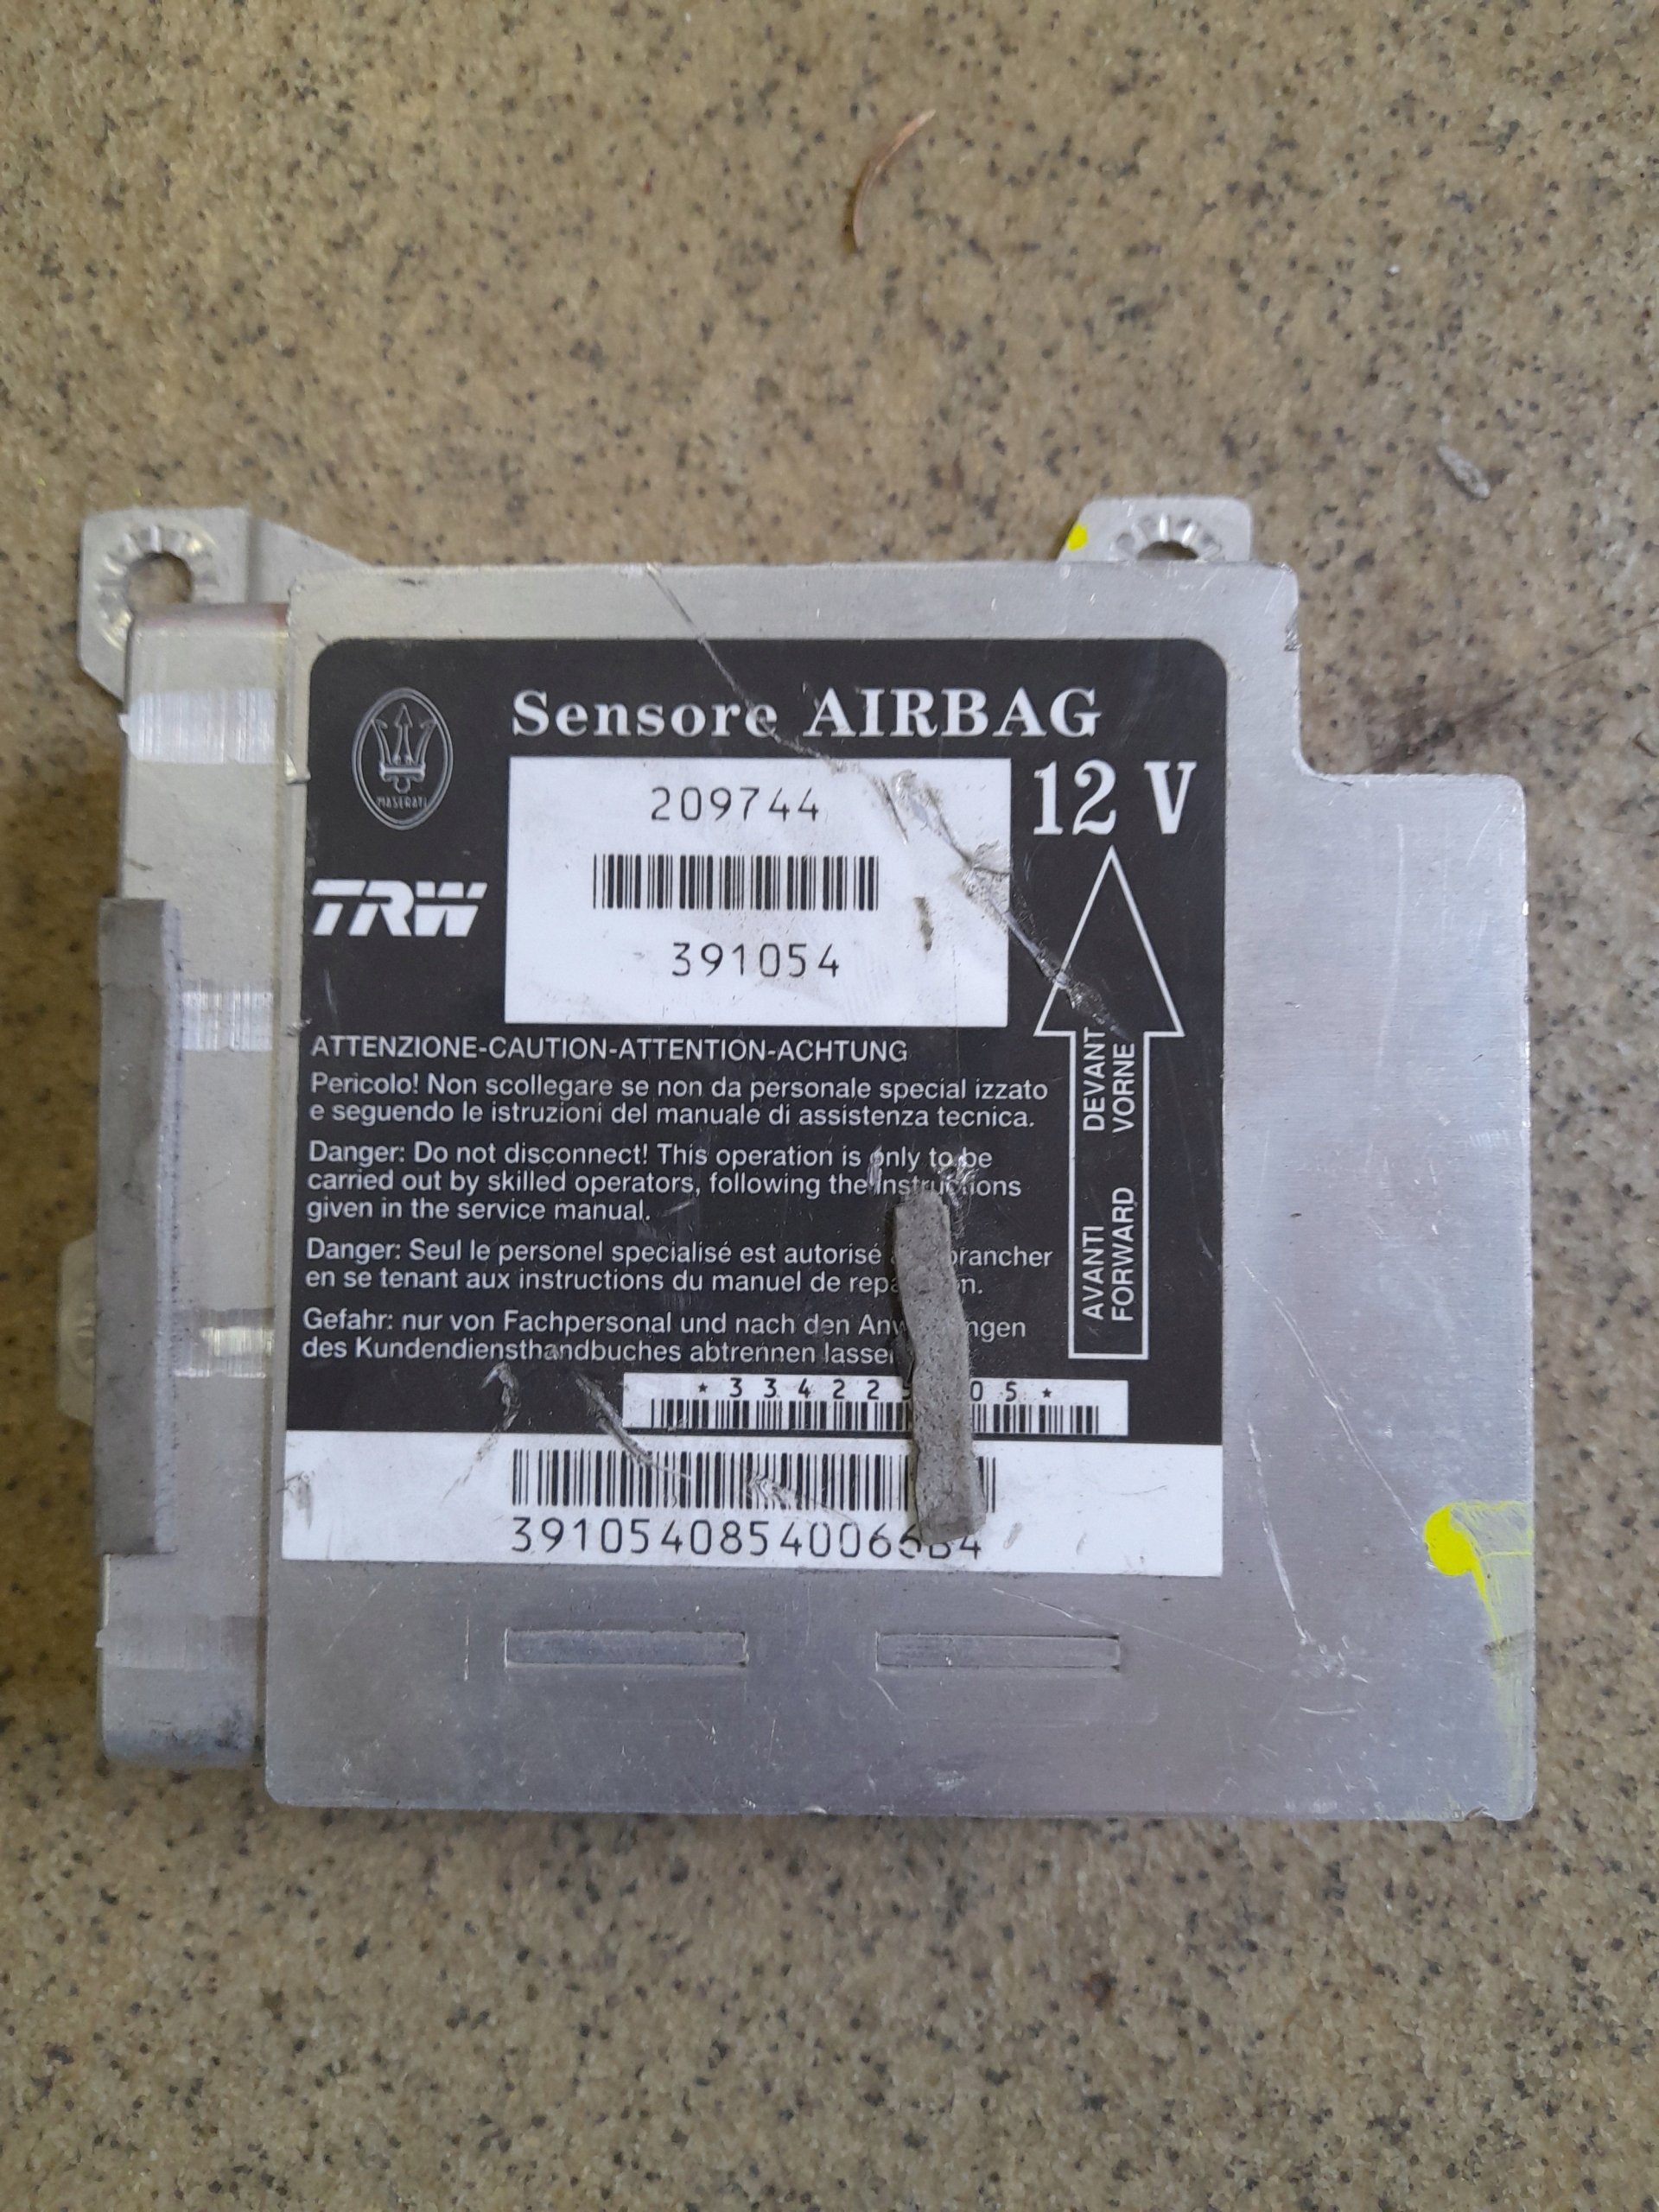 Sensore AIRBAG
12 V
MASERATI
209744
TRW
391054
ATTENZIONE-CAUTION-ATTENTION-ACHTUNG
Pericolo! Non scollegare se non da personale special izzato
e seguendo le istruzioni del manuale di assistenza tecnica.
Danger: Do not disconnect! This operation is only to be
carried out by skilled operators, following the instructions
given in the service manual.
Danger: Seul le personel specialisé est autorisé
en se tenant aux instructions du manuel de
Gefahr: nur von Fachpersonal und nach den
des Kundendiensthandbuches abtrennen
DEVANT
VORNE
AVANTI
FORWARD